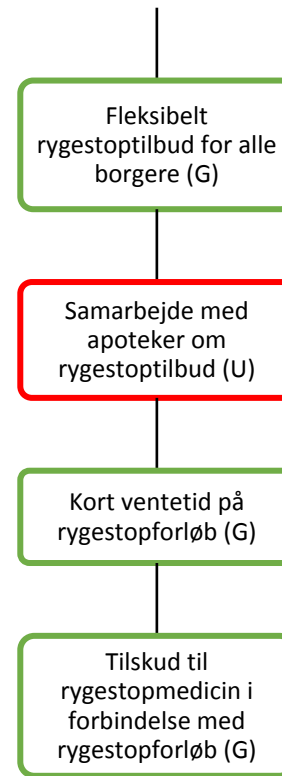 Fleksibelt
rygestoptilbud for alle
borgere (G)
Samarbejde med
apoteker om
rygestoptilbud (U)
Kort ventetid på
rygestopforløb (G)
Tilskud til
rygestopmedicin i
forbindelse med
rygestopforløb (G)